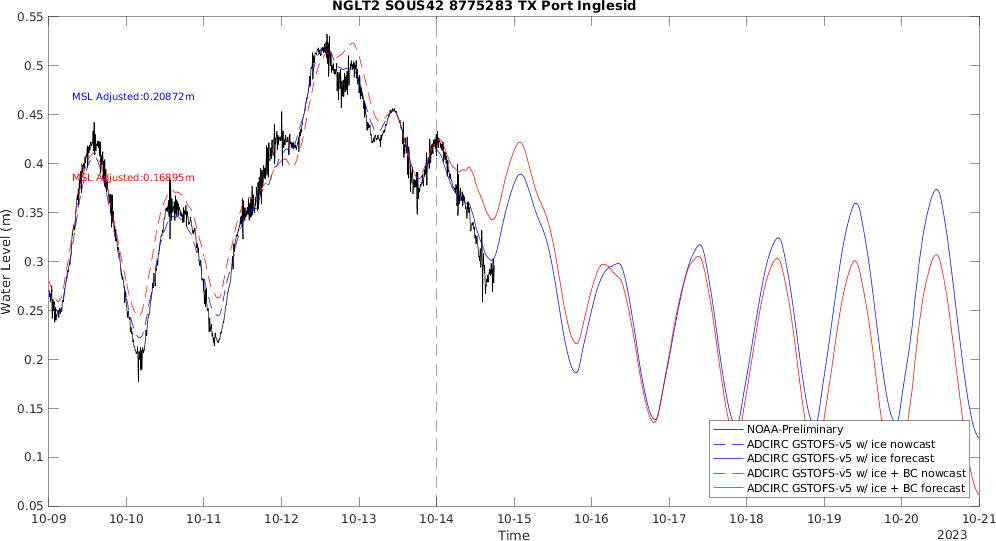 NGLT2 SOUS42 8775283 TX Port Inglesid
0.55
0.5
0.45
0.4
0.35
0.3
0.25
0.2
0.15
0.1
0.05
Water Level (m)
MSL Adjusted:0.20872m
MSL Adjusted:0.16895m
NOAA-Preliminary
ADCIRC GSTOFS-v5 w/ ice nowcast
ADCIRC GSTOFS-v5 w/ ice forecast
ADCIRC GSTOFS-v5 w/ ice + BC nowcast
ADCIRC GSTOFS-v5 w/ ice + BC forecast
10-09 10-10 10-11 10-12 10-13 10-14 10-15 10-16 10-17 10-18 10-19 10-20 10-21
Time
2023